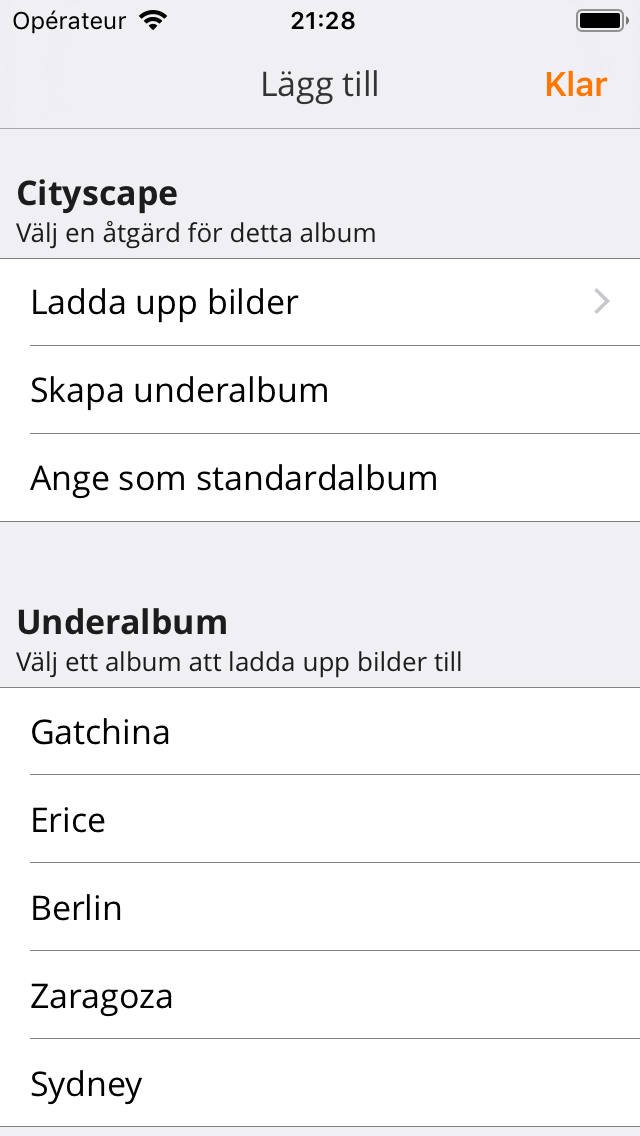 Opérateur 21:28
Lägg till Klar
Cityscape
Välj en åtgärd för detta album
Ladda upp bilder
Skapa underalbum
Ange som standardalbum
Underalbum
Välj ett album att ladda upp bilder till
Gatchina
Erice
Berlin
Zaragoza
Sydney